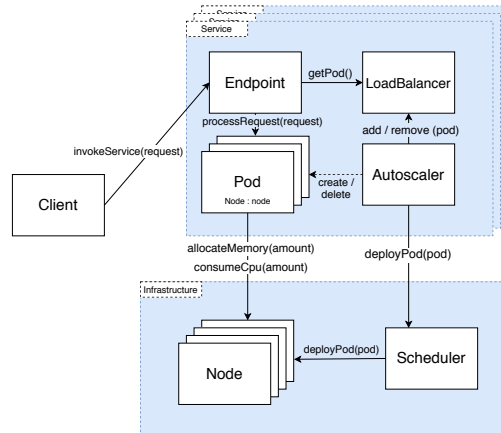 Service
Endpoint
getPod()
LoadBalancer
processRequest(request)
add / remove (pod)
invokeService(request)
Pod
Node : node
create /
delete
Autoscaler
Client
allocateMemory(amount)
consumeCpu(amount)
deployPod(pod)
Infrastructure
Node
deployPod(pod)
Scheduler